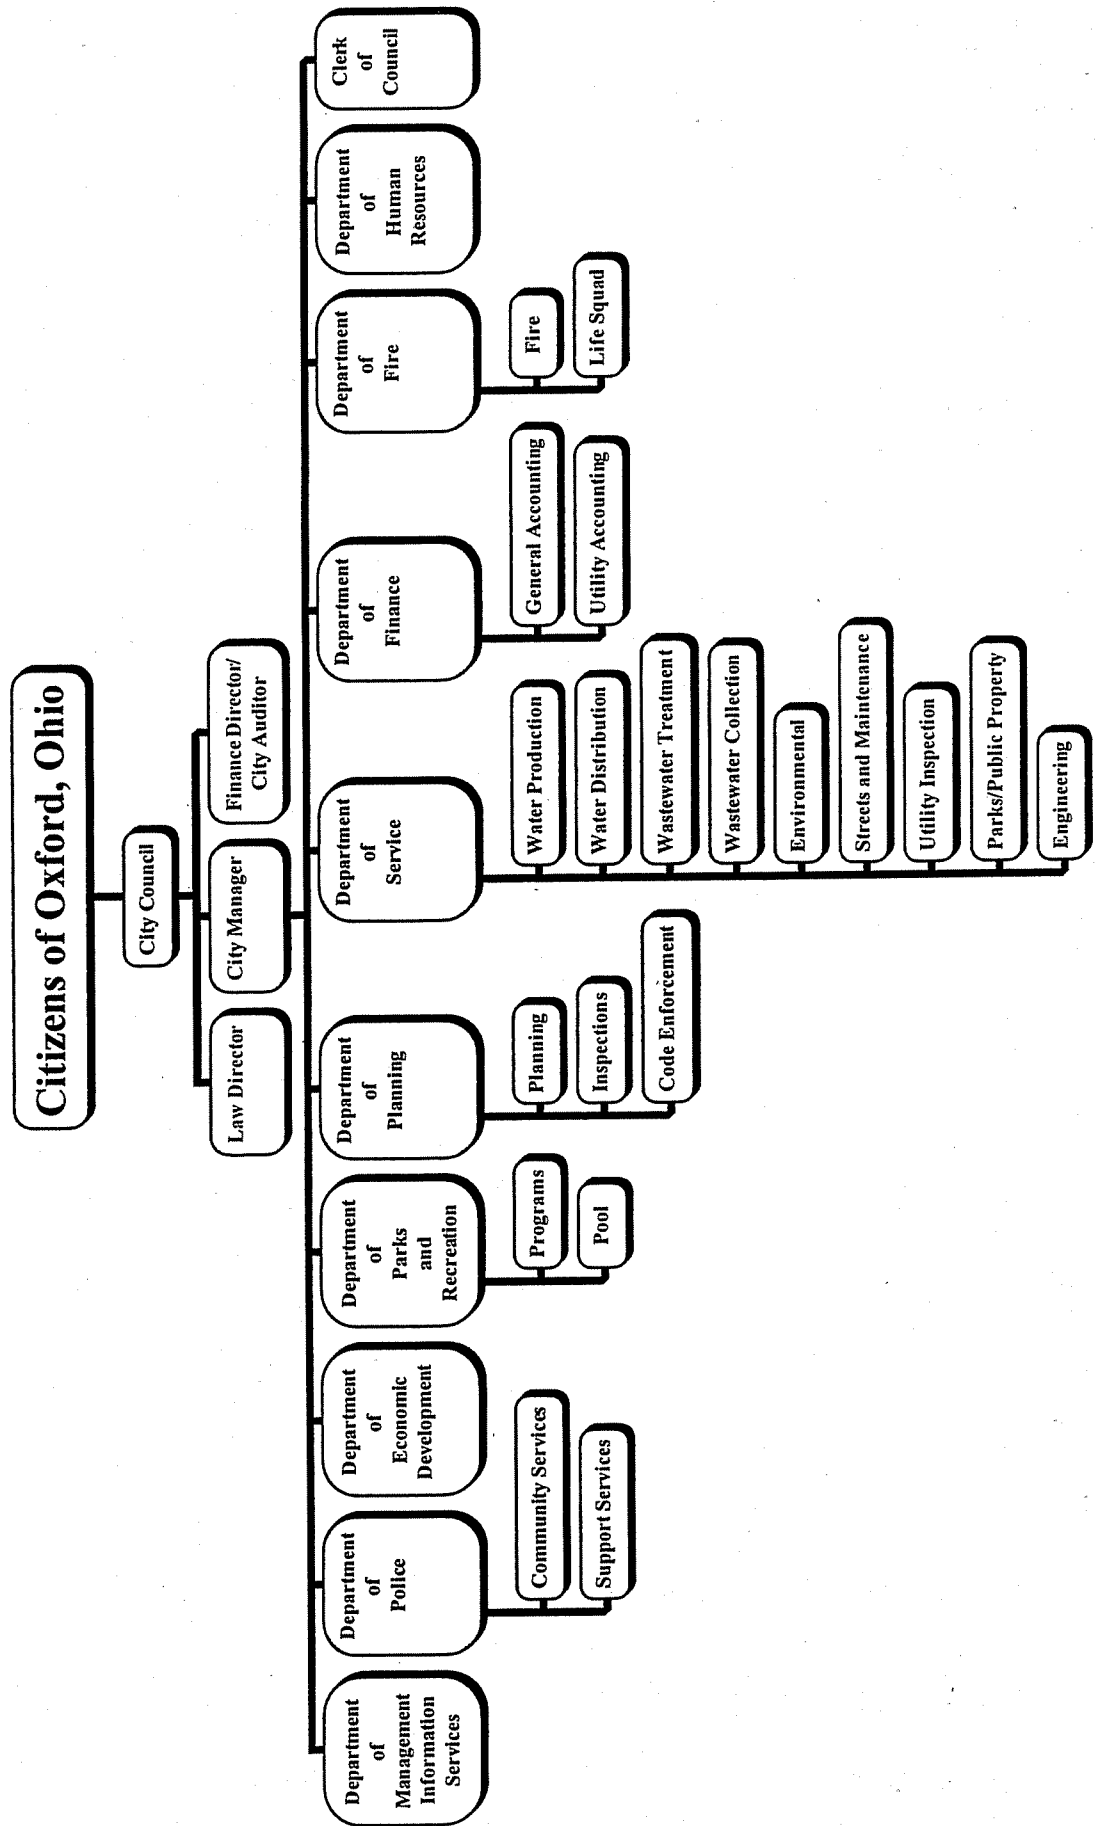 Citizens of Oxford, Ohio
City Council
Law Director
City Manager
Finance Director/
City Auditor
Department
of
Management
Information
Services
Department
of
Police
Department
of
Economic
Development
Department
of
Parks
and
Recreation
Department
of
Planning
Department
of
Service
Department
of
Finance
Department
of
Fire
Department
of
Human
Resources
Clerk
of
Council
Community Services
Support Services
Programs
Pool
Planning
Inspections
Code Enforcement
Water Production
Water Distribution
Wastewater Treatment
Wastewater Collection
Environmental
Streets and Maintenance
Utility Inspection
Parks/Public Property
Engineering
General Accounting
Utility Accounting
Fire
Life Squad